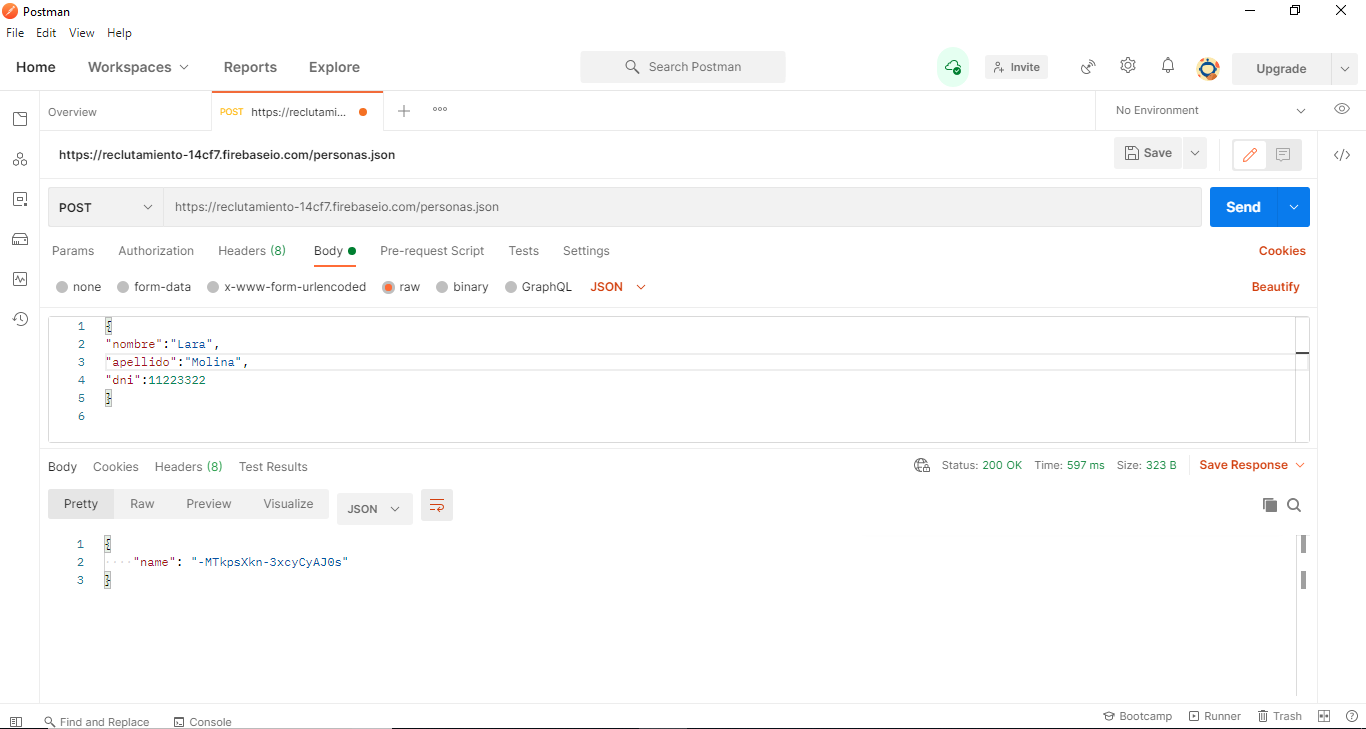 Postman
File Edit View Help
Home Workspaces Reports Explore Search Postman Invite Upgrade
Overview POST https://reclutami... No Environment
https://reclutamiento-14cf7.firebaseio.com/personas.json Save
POST https://reclutamiento-14cf7.firebaseio.com/personas.json Send
Params Authorization Headers (8) Body Pre-request Script Tests Settings Cookies
none form-data x-www-form-urlencoded raw binary GraphQL JSON Beautify
1 {
2 "nombre":"Lara",
3 "apellido":"Molina",
4 "dni":11223322
5 }
6
Body Cookies Headers (8) Test Results Status: 200 OK Time: 597 ms Size: 323 B Save Response
Pretty Raw Preview Visualize JSON
1 {
2 "name": "-MTkpsXkn-3xcyCyAJ0s"
3 }
Find and Replace Console Bootcamp Runner Trash